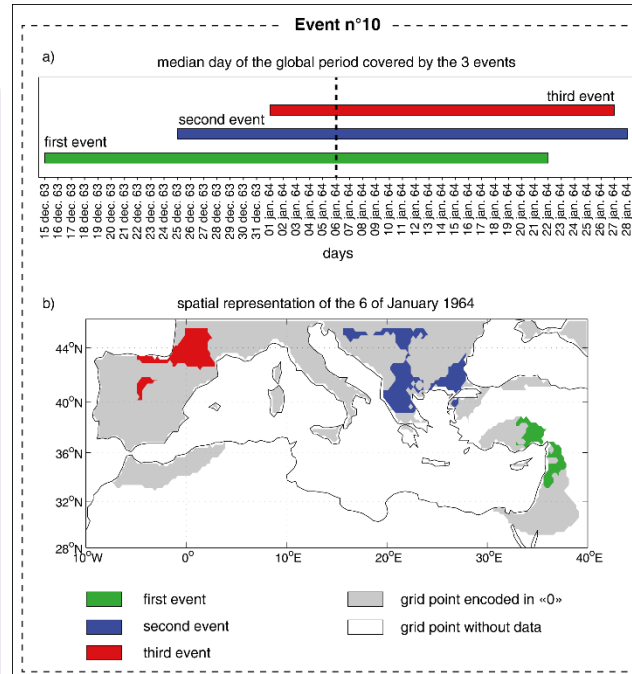 Event n°10
a)
median day of the global period covered by the 3 events
third event
second event
first event
15 dec. 63
16 dec. 63
17 dec. 63
18 dec. 63
19 dec. 63
20 dec. 63
21 dec. 63
22 dec. 63
23 dec. 63
24 dec. 63
25 dec. 63
26 dec. 63
27 dec. 63
28 dec. 63
29 dec. 63
30 dec. 63
31 dec. 63
01 jan. 64
02 jan. 64
03 jan. 64
04 jan. 64
05 jan. 64
06 jan. 64
07 jan. 64
08 jan. 64
09 jan. 64
10 jan. 64
11 jan. 64
12 jan. 64
13 jan. 64
14 jan. 64
15 jan. 64
16 jan. 64
17 jan. 64
18 jan. 64
19 jan. 64
20 jan. 64
21 jan. 64
22 jan. 64
23 jan. 64
24 jan. 64
25 jan. 64
26 jan. 64
27 jan. 64
28 jan. 64
days
b)
spatial representation of the 6 of January 1964
44°N
40°N
36°N
32°N
28°N
10°W
0°
10°E
20°E
30°E
40°E
first event
second event
third event
grid point encoded in «0»
grid point without data